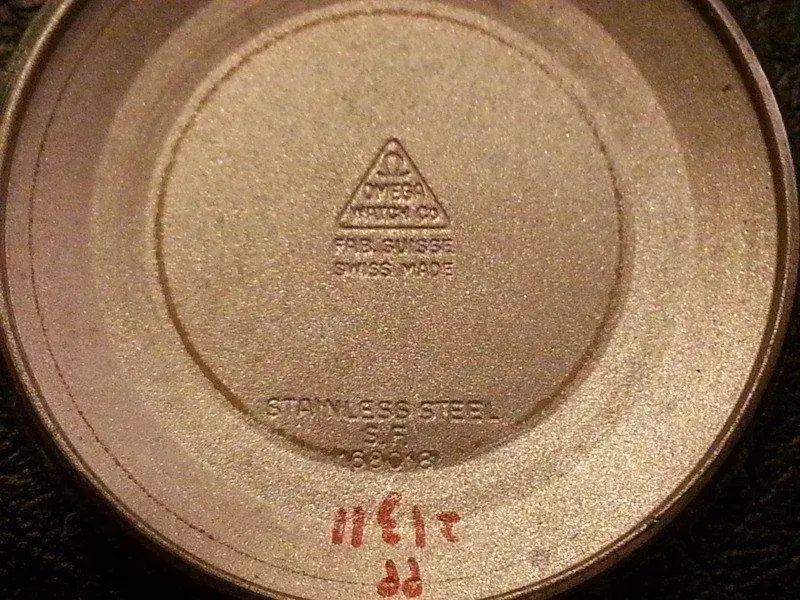 Ω
OMEGA
WATCH CO
FAB. SUISSE
SWISS MADE
STAINLESS STEEL
S.F.
168018